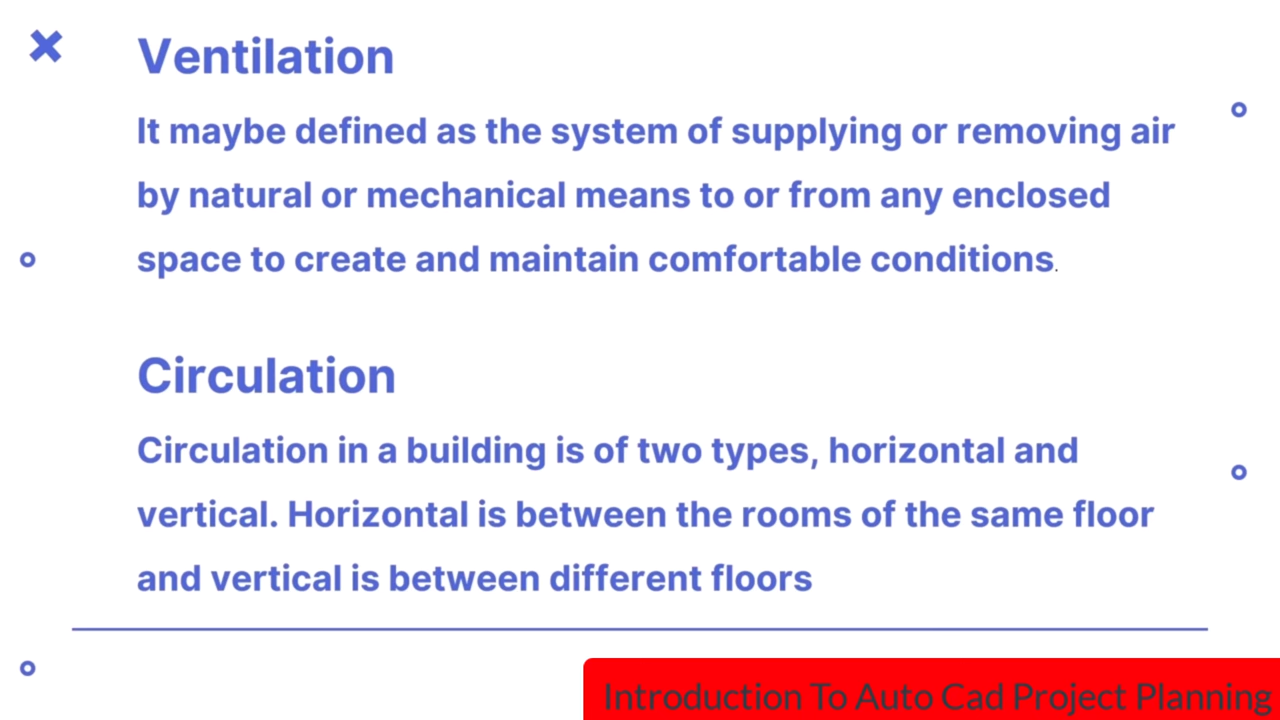 Ventilation
It maybe defined as the system of supplying or removing air
by natural or mechanical means to or from any enclosed
space to create and maintain comfortable conditions.
Circulation
Circulation in a building is of two types, horizontal and
vertical. Horizontal is between the rooms of the same floor
and vertical is between different floors
Introduction To Auto Cad Project Planning